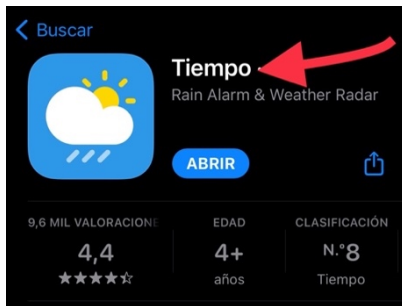 Buscar
Tiempo
Rain Alarm & Weather Radar
ABRIR
9,6 MIL VALORACIONE
EDAD
CLASIFICACIÓN
4,4
4+
N.º8
años
Tiempo